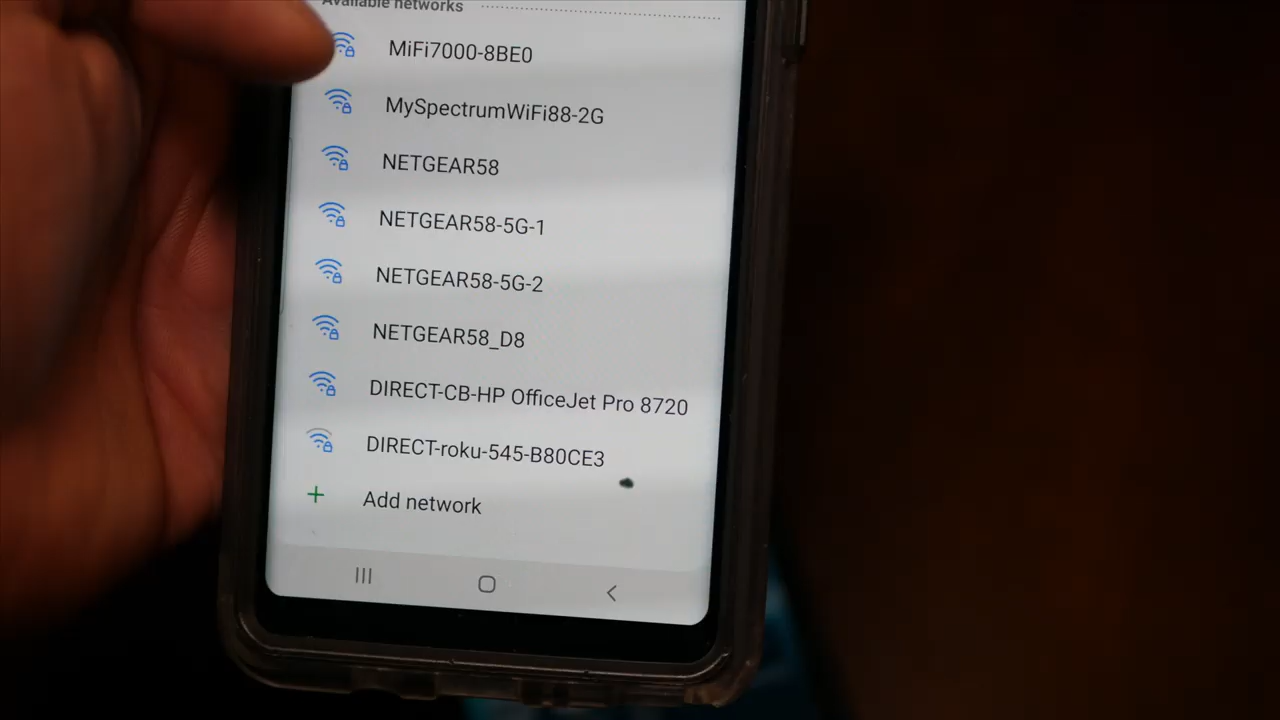 Available networks
MiFi7000-8BE0
MySpectrumWiFi88-2G
NETGEAR58
NETGEAR58-5G-1
NETGEAR58-5G-2
NETGEAR58_D8
DIRECT-CB-HP OfficeJet Pro 8720
DIRECT-roku-545-B80CE3
Add network